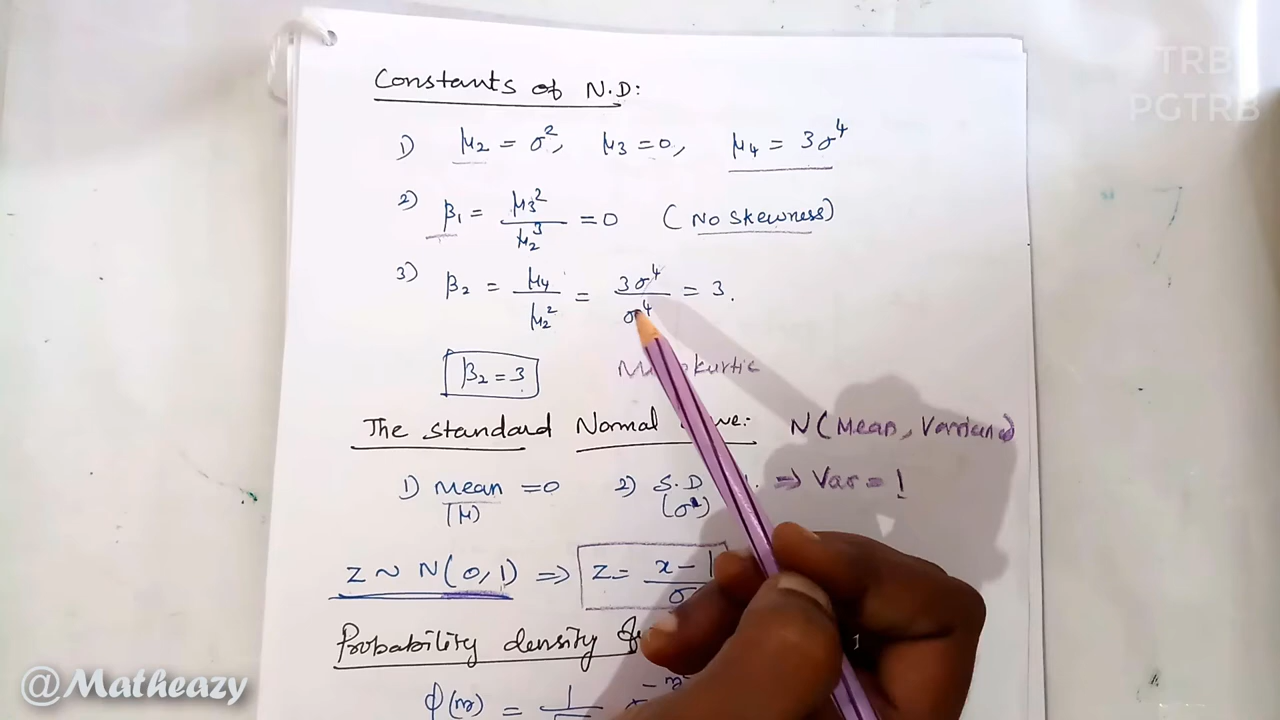 TRB
PGTRB
Constants of N.D:
1) μ2 = σ², μ3 = 0, μ4 = 3σ⁴
2) β1 = μ3²/μ2³ = 0 (No skewness)
3) β2 = μ4/μ2² = 3σ⁴/σ⁴ = 3.
β2 = 3
The standard Normal
N(Mean, Variance)
1) Mean = 0 2) S.D ⇒ Var = 1
(μ) (σ)
Z ~ N(0,1) ⇒ Z = x -
σ
Probability density
φ(x) = 1
@Matheazy